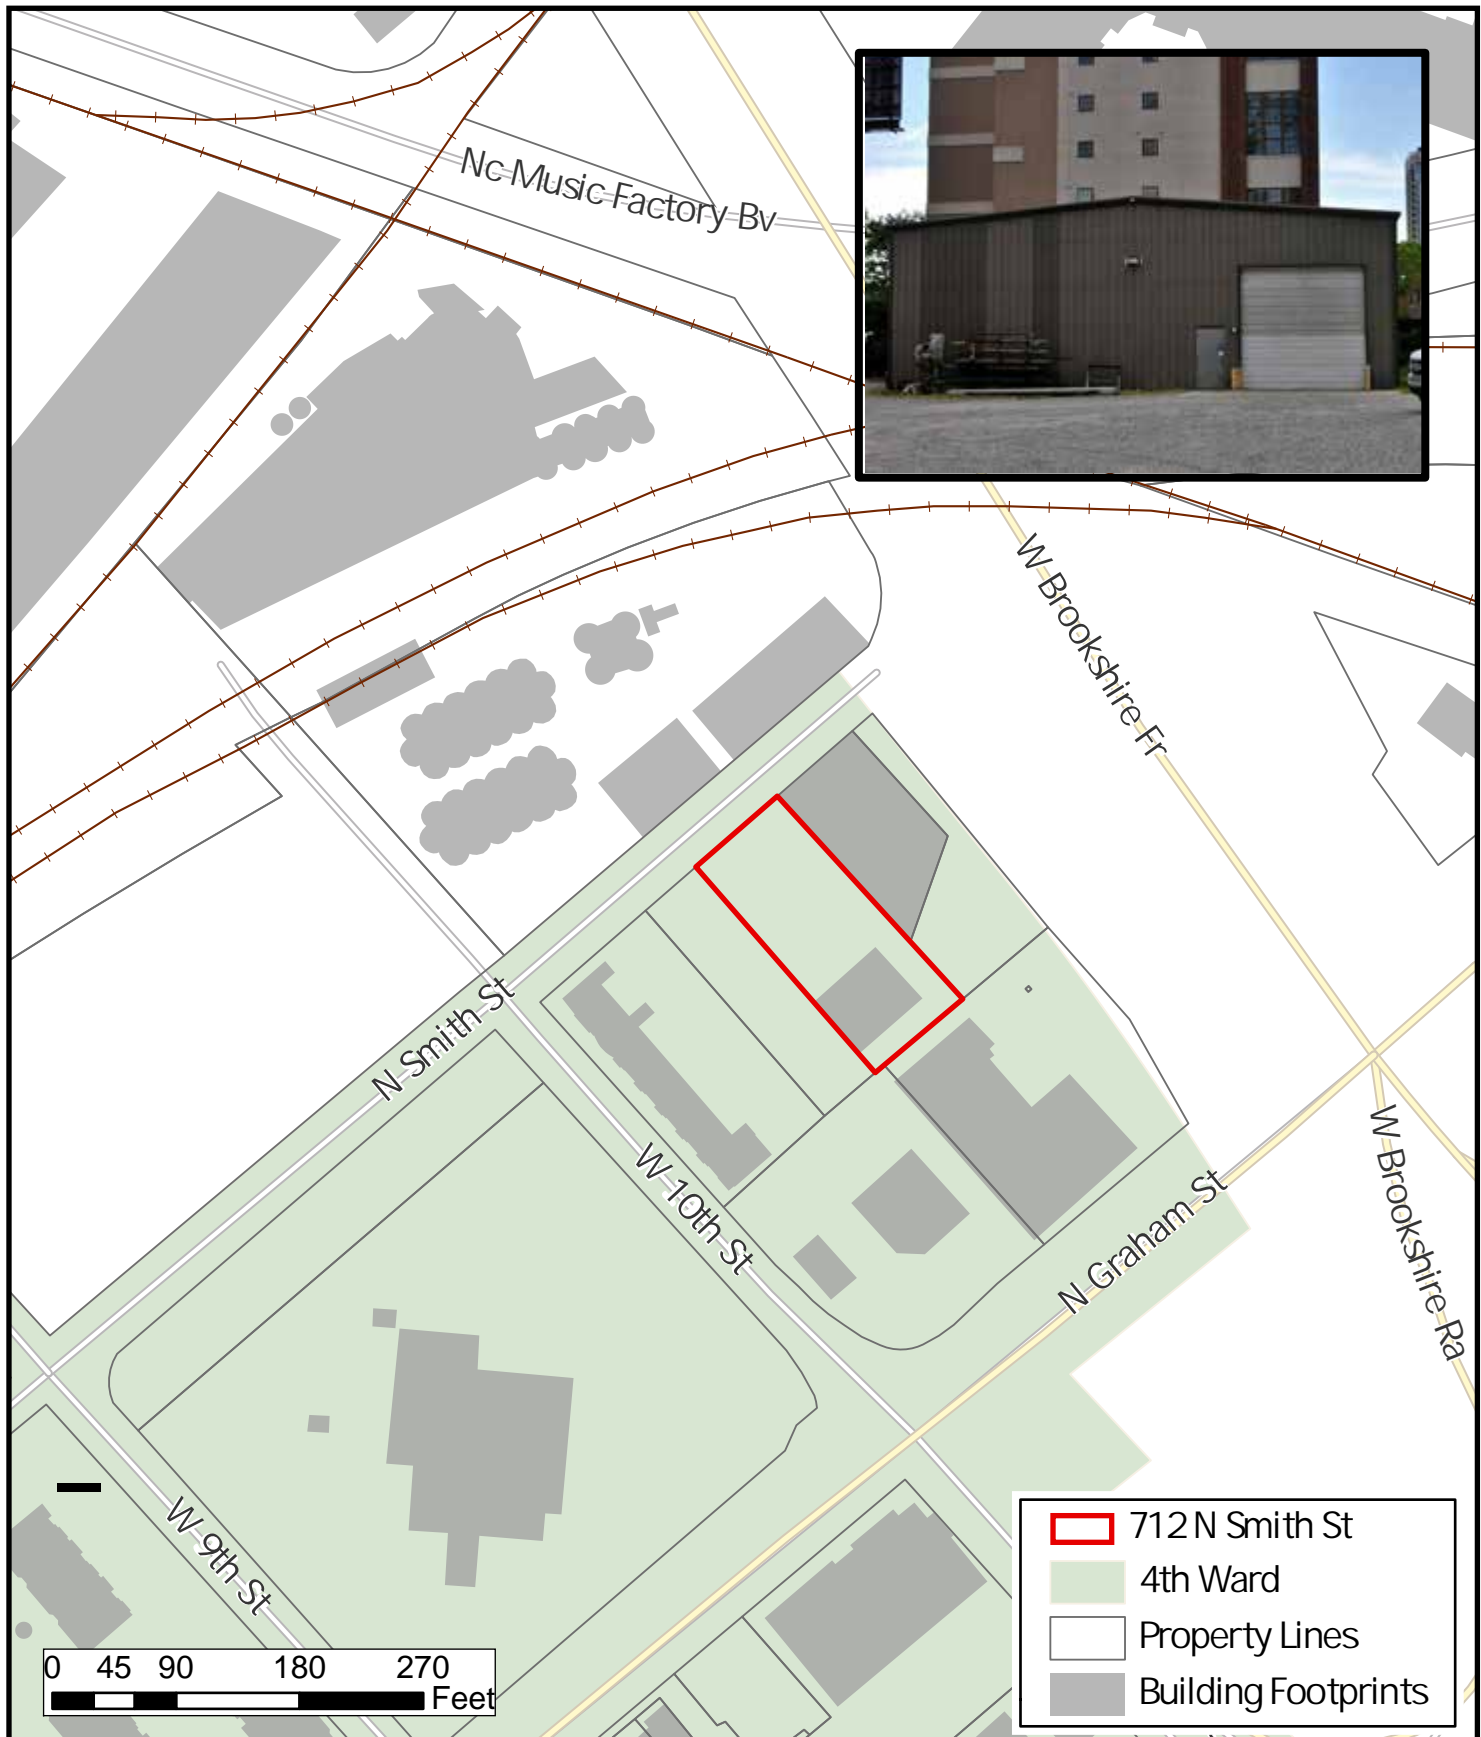 Nc Music Factory Bv
W Brookshire Fr
N Smith St
W 10th St
N Graham St
W Brookshire Ra
W 9th St
712 N Smith St
4th Ward
Property Lines
Building Footprints
0 45 90 180 270
Feet